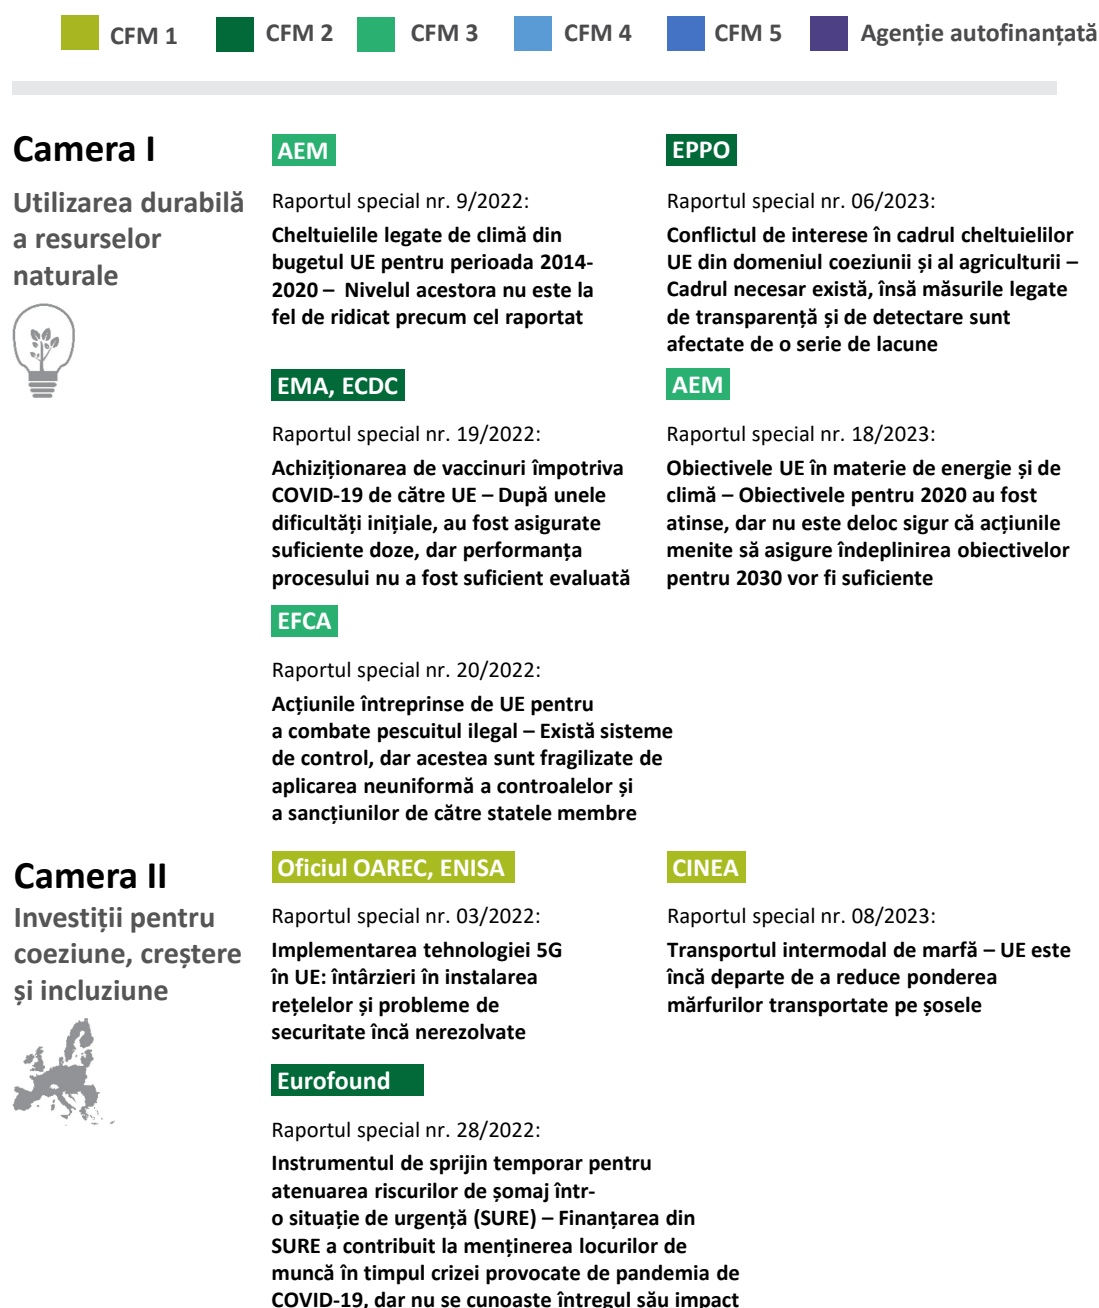 CFM 1
CFM 2
CFM 3
CFM 4
CFM 5
Agenție autofinanțată
Camera I
Utilizarea durabilă
a resurselor
naturale
AEM
Raportul special nr. 9/2022:
Cheltuielile legate de climă din
bugetul UE pentru perioada 2014-
2020 – Nivelul acestora nu este la
fel de ridicat precum cel raportat
EPPO
Raportul special nr. 06/2023:
Conflictul de interese în cadrul cheltuielilor
UE din domeniul coeziunii și al agriculturii –
Cadrul necesar există, însă măsurile legate
de transparență și de detectare sunt
afectate de o serie de lacune
EMA, ECDC
Raportul special nr. 19/2022:
Achiziționarea de vaccinuri împotriva
COVID-19 de către UE – După unele
dificultăți inițiale, au fost asigurate
suficiente doze, dar performanța
procesului nu a fost suficient evaluată
AEM
Raportul special nr. 18/2023:
Obiectivele UE în materie de energie și de
climă – Obiectivele pentru 2020 au fost
atinse, dar nu este deloc sigur că acțiunile
menite să asigure îndeplinirea obiectivelor
pentru 2030 vor fi suficiente
EFCA
Raportul special nr. 20/2022:
Acțiunile întreprinse de UE pentru
a combate pescuitul ilegal – Există sisteme
de control, dar acestea sunt fragilizate de
aplicarea neuniformă a controalelor și
a sancțiunilor de către statele membre
Camera II
Investiții pentru
coeziune, creștere
și incluziune
Oficiul OAREC, ENISA
Raportul special nr. 03/2022:
Implementarea tehnologiei 5G
în UE: întârzieri în instalarea
rețelelor și probleme de
securitate încă nerezolvate
CINEA
Raportul special nr. 08/2023:
Transportul intermodal de marfă – UE este
încă departe de a reduce ponderea
mărfurilor transportate pe șosele
Eurofound
Raportul special nr. 28/2022:
Instrumentul de sprijin temporar pentru
atenuarea riscurilor de șomaj într-
o situație de urgență (SURE) – Finanțarea din
SURE a contribuit la menținerea locurilor de
muncă în timpul crizei provocate de pandemia de
COVID-19, dar nu se cunoaște întregul său impact